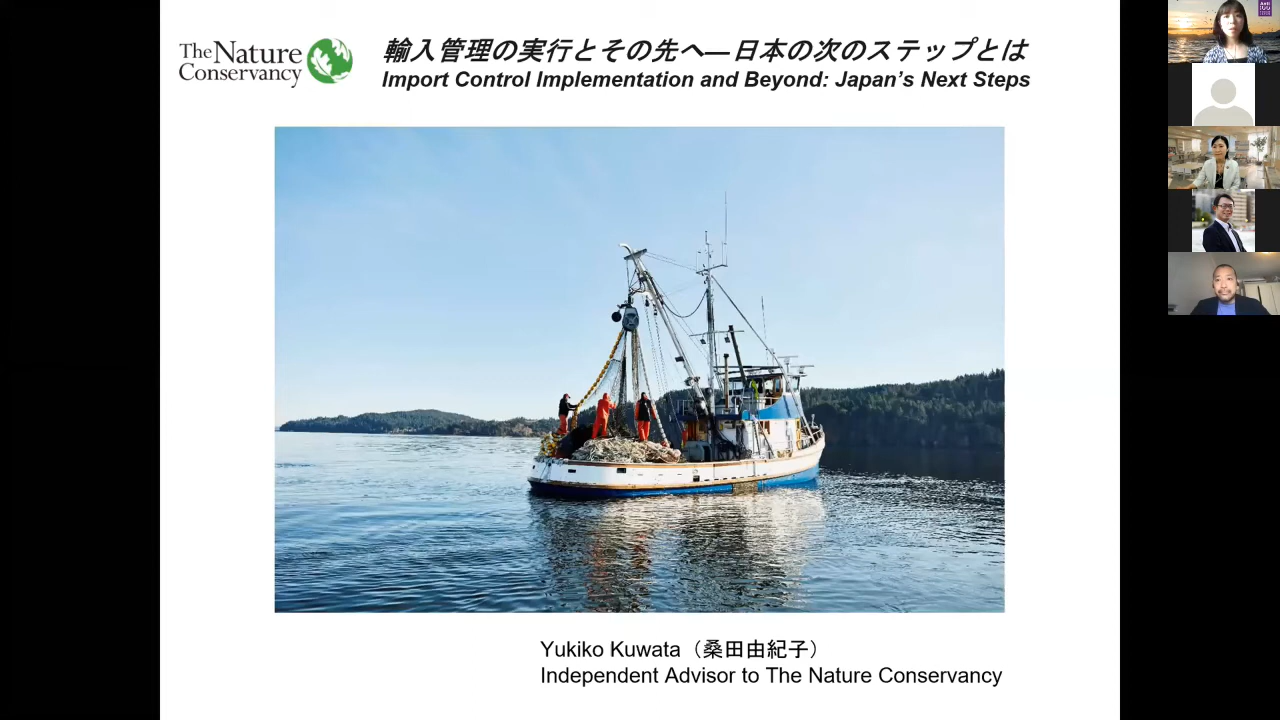 The Nature
Conservancy
輸入管理の実行とその先へ—日本の次のステップとは
Import Control Implementation and Beyond: Japan's Next Steps
Yukiko Kuwata（桑田由紀子）
Independent Advisor to The Nature Conservancy